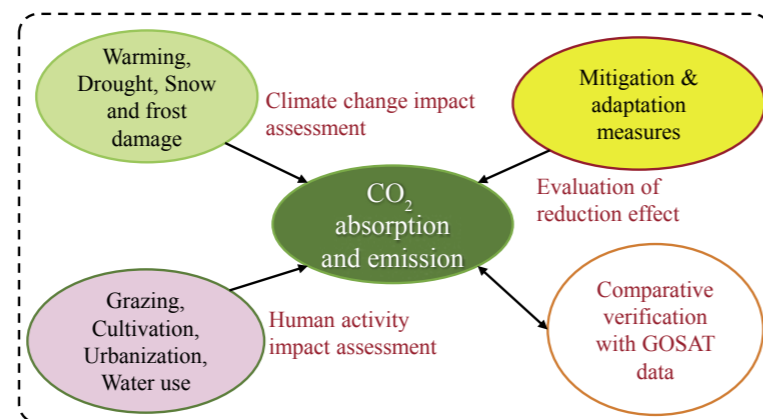 Warming,
Drought, Snow
and frost
damage
Climate change impact
assessment
Mitigation &
adaptation
measures
CO₂
absorption
and emission
Evaluation of
reduction effect
Grazing,
Cultivation,
Urbanization,
Water use
Human activity
impact assessment
Comparative
verification
with GOSAT
data